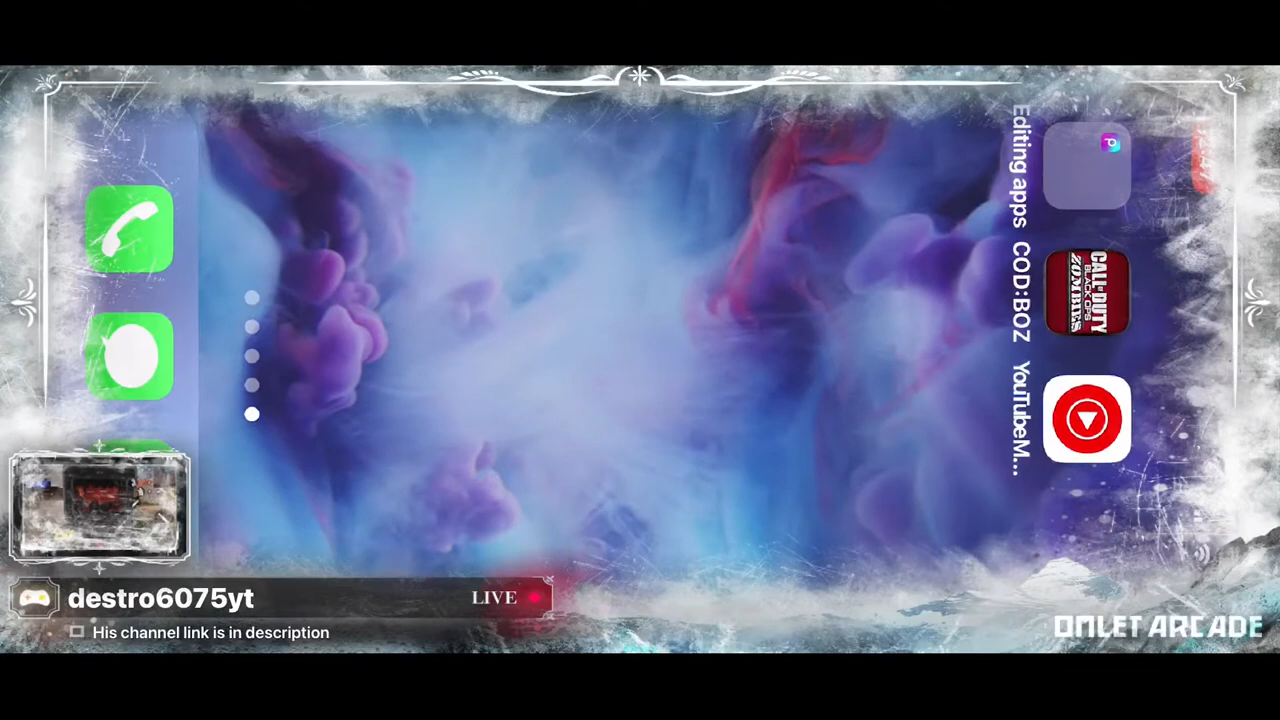 Editing apps
COD:BOZ
YouTubeM...
CALL OF DUTY
BLACK OPS
ZOMBIES
destro6075yt
LIVE
His channel link is in description
OMLET ARCADE